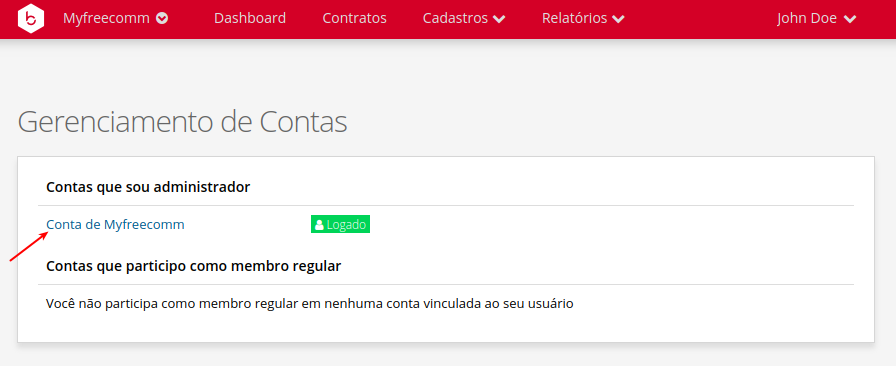 Myfreecomm Dashboard Contratos Cadastros Relatórios John Doe
Gerenciamento de Contas
Contas que sou administrador
Conta de Myfreecomm Logado
Contas que participo como membro regular
Você não participa como membro regular em nenhuma conta vinculada ao seu usuário